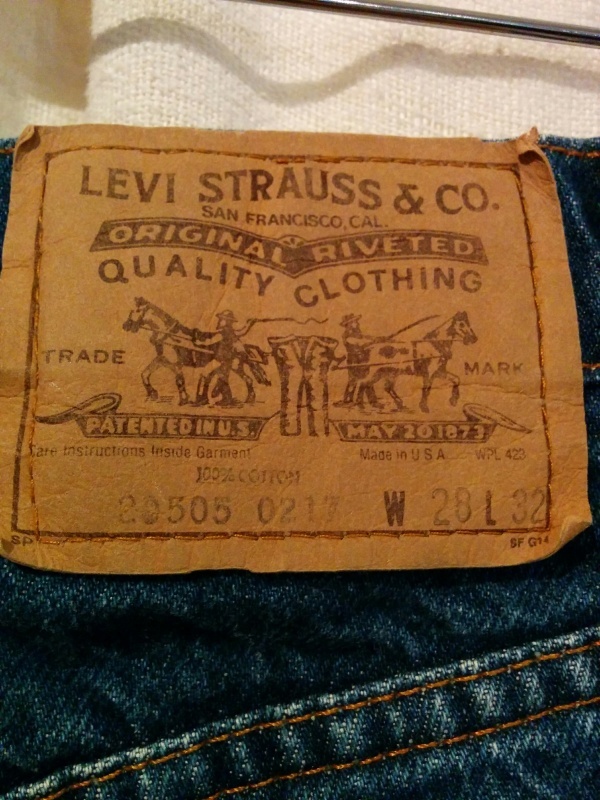 LEVI STRAUSS & CO.
SAN FRANCISCO, CAL.
ORIGINAL RIVETED
QUALITY CLOTHING
TRADE MARK
PATENTED IN U.S. MAY 20 1873
Care Instructions Inside Garment Made in U S A WPL 423
100% COTTON
20505 0217 W 28 L 32
SP SF G14